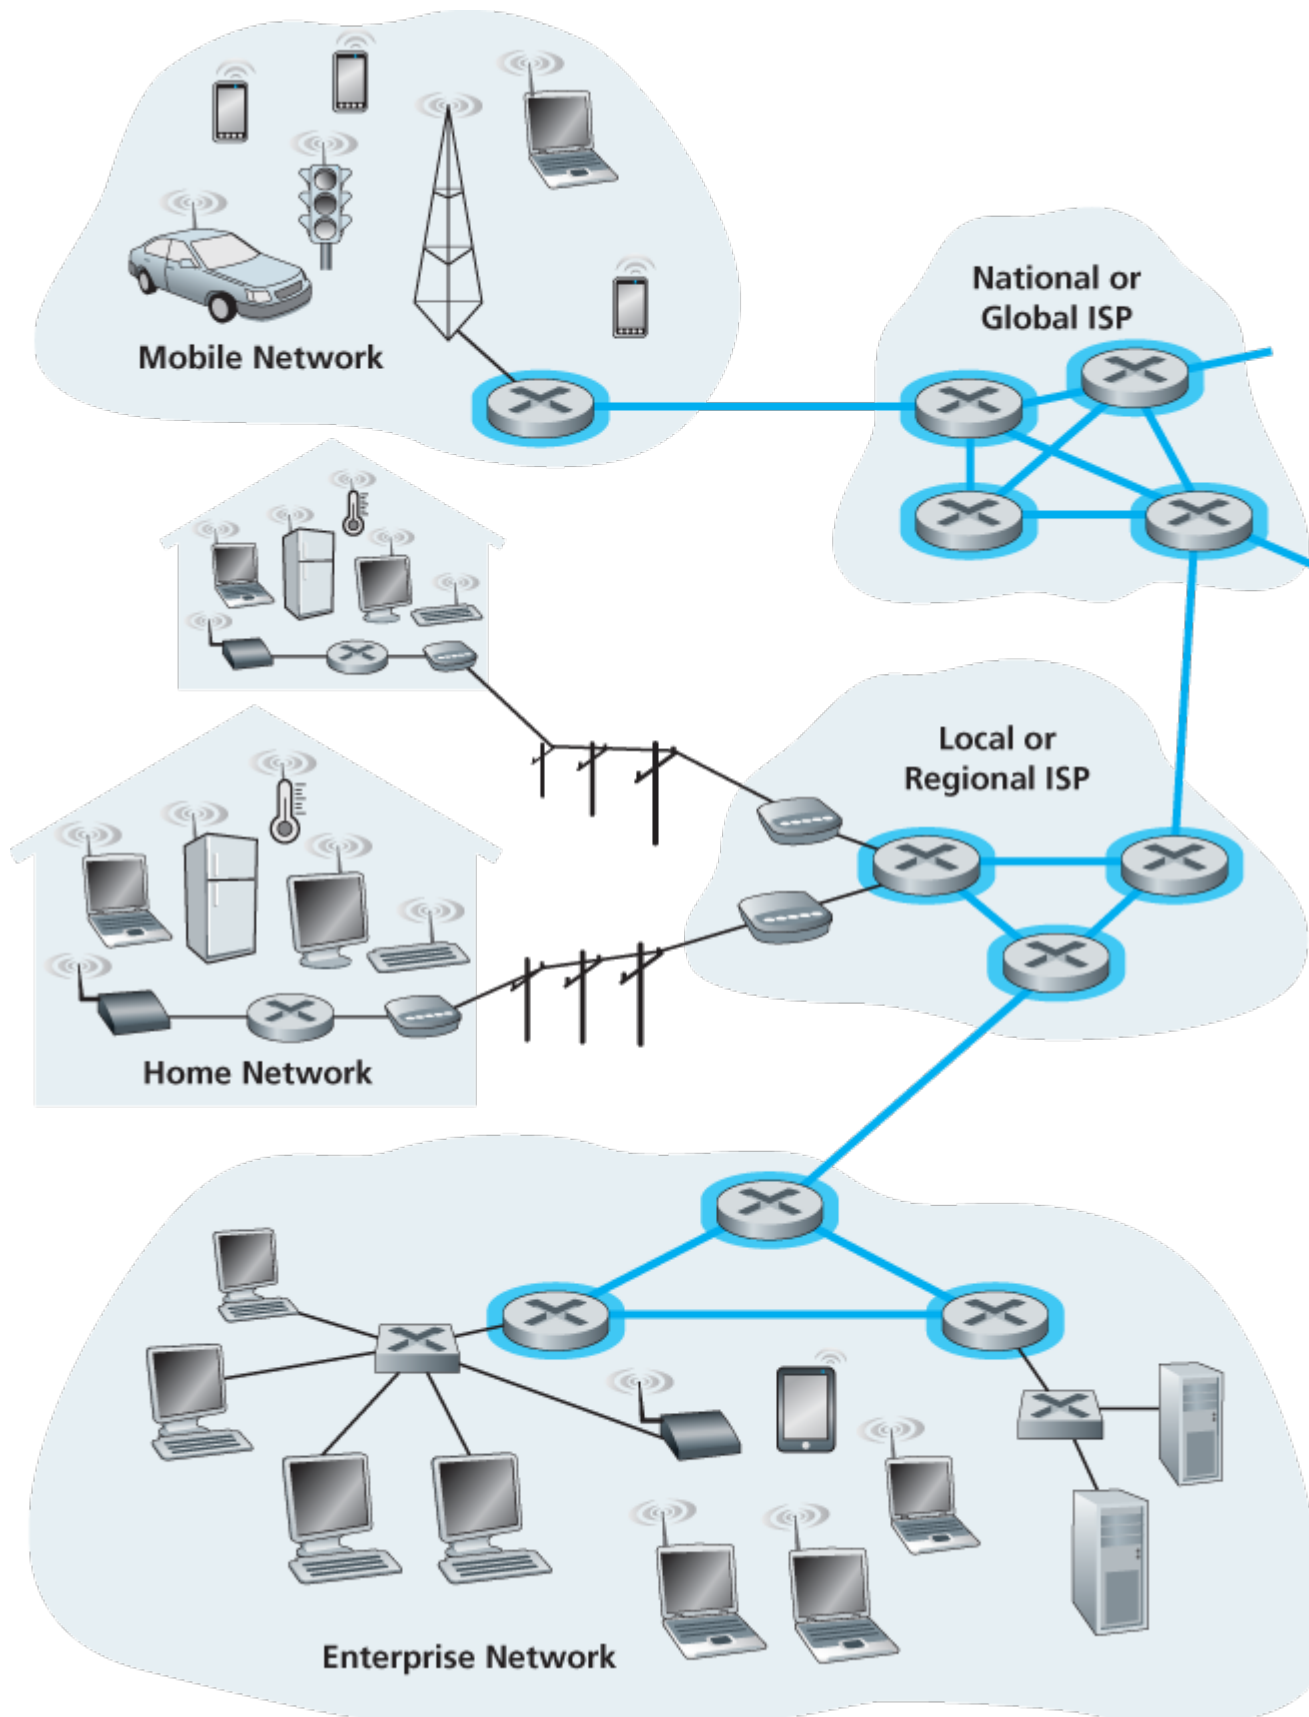 National or
Global ISP
Mobile Network
Local or
Regional ISP
Home Network
Enterprise Network